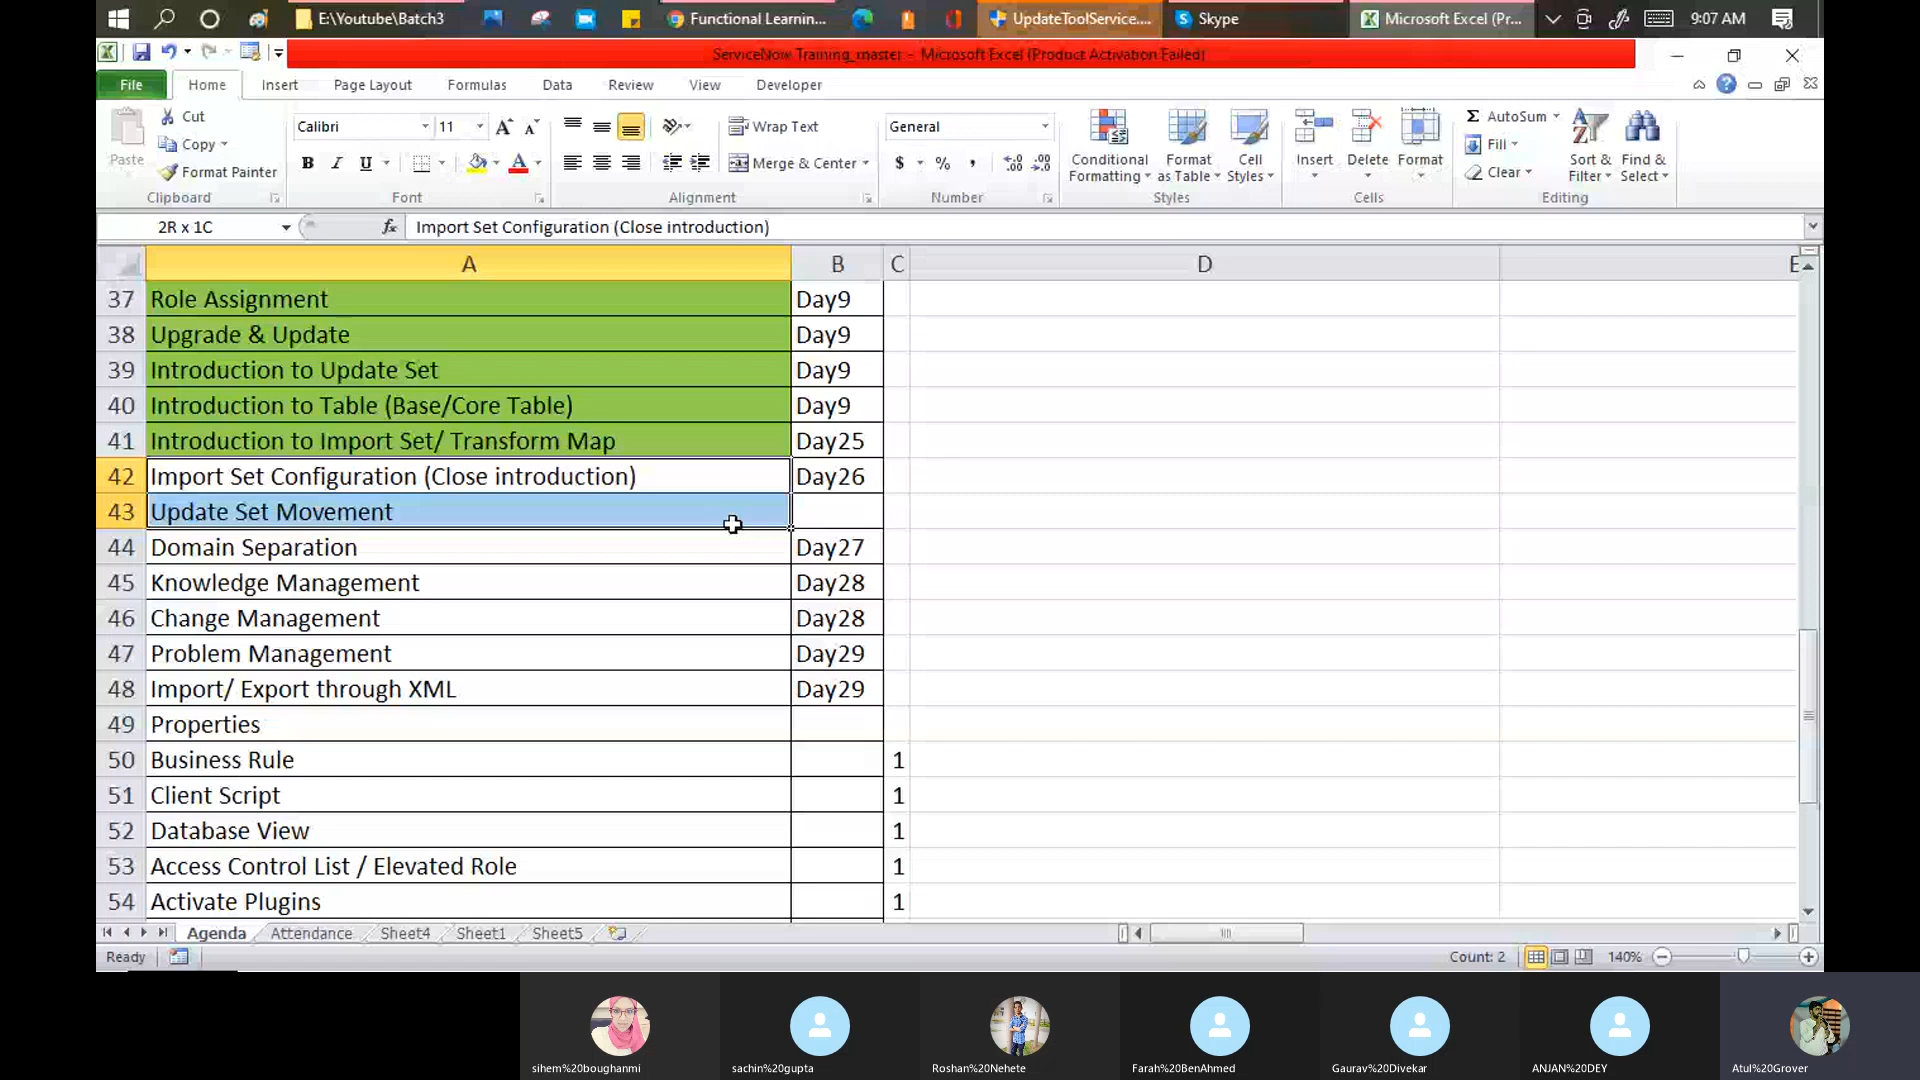 E:\Youtube\Batch3
Functional Learnin...
UpdateToolService....
Skype
Microsoft Excel (Pr...
9:07 AM
ServiceNow Training_master - Microsoft Excel (Product Activation Failed)
File Home Insert Page Layout Formulas Data Review View Developer
Paste
Cut
Copy
Format Painter
Clipboard
Calibri 11
B I U
Font
Wrap Text
Merge & Center
Alignment
General
$ % ,
Number
Conditional Formatting
Format as Table
Cell Styles
Styles
Insert
Delete
Format
Cells
Σ AutoSum
Fill
Clear
Sort & Filter
Find & Select
Editing
2R x 1C
fx Import Set Configuration (Close introduction)
A B C D E
37 Role Assignment Day9
38 Upgrade & Update Day9
39 Introduction to Update Set Day9
40 Introduction to Table (Base/Core Table) Day9
41 Introduction to Import Set/ Transform Map Day25
42 Import Set Configuration (Close introduction) Day26
43 Update Set Movement
44 Domain Separation Day27
45 Knowledge Management Day28
46 Change Management Day28
47 Problem Management Day29
48 Import/ Export through XML Day29
49 Properties
50 Business Rule 1
51 Client Script 1
52 Database View 1
53 Access Control List / Elevated Role 1
54 Activate Plugins 1
Agenda Attendance Sheet4 Sheet1 Sheet5
Ready Count: 2 140%
sihem%20boughanmi
sachin%20gupta
Roshan%20Nehete
Farah%20BenAhmed
Gaurav%20Divekar
ANJAN%20DEY
Atul%20Grover